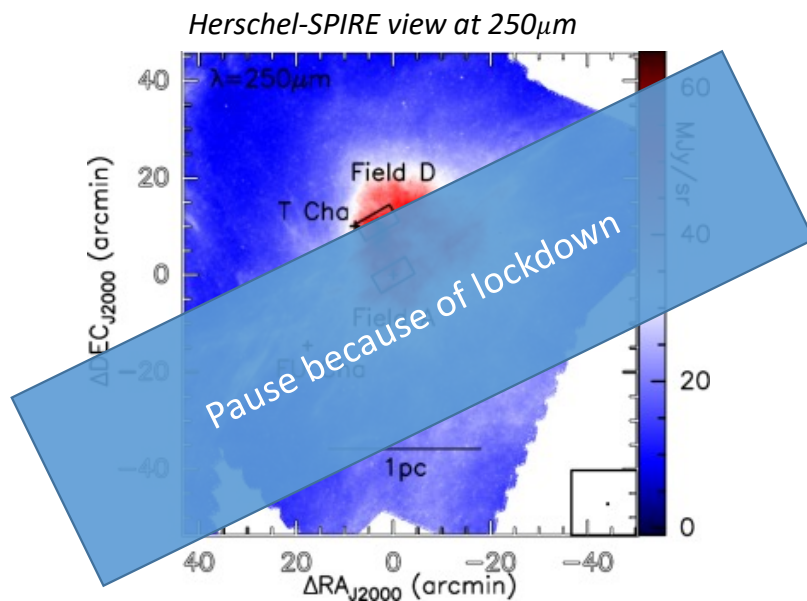 Herschel-SPIRE view at 250μm
λ=250μm
Field D
T Cha
Field A
Pause because of lockdown
1pc
ΔDEC J2000 (arcmin)
40
20
0
−20
−40
40 20 0 −20 −40
ΔRA J2000 (arcmin)
60
40
20
0
MJy/sr